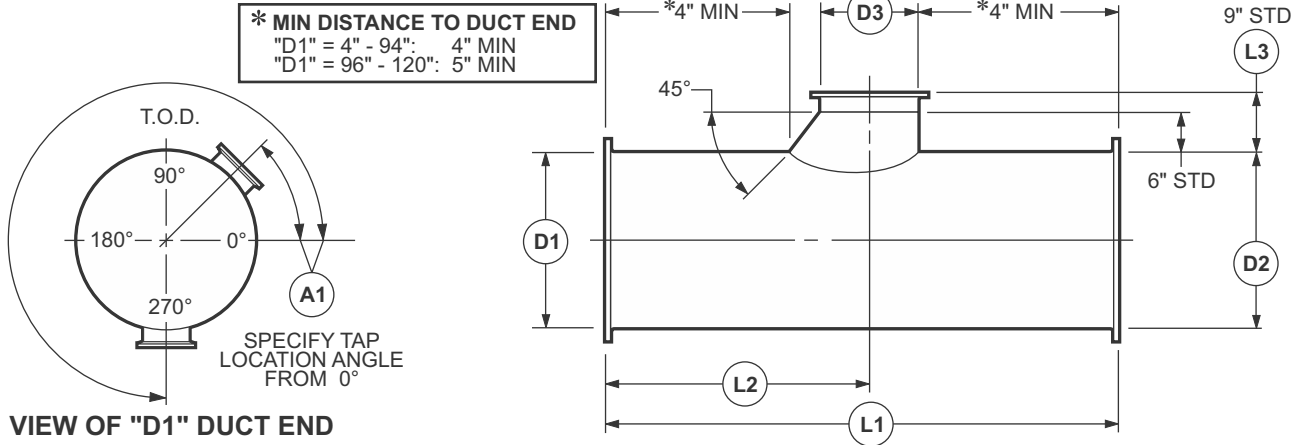 * MIN DISTANCE TO DUCT END
"D1" = 4" - 94": 4" MIN
"D1" = 96" - 120": 5" MIN
T.O.D.
90°
180°
0°
270°
A1
SPECIFY TAP
LOCATION ANGLE
FROM 0°
VIEW OF "D1" DUCT END
*4" MIN
D3
*4" MIN
9" STD
L3
45°
6" STD
D1
D2
L2
L1